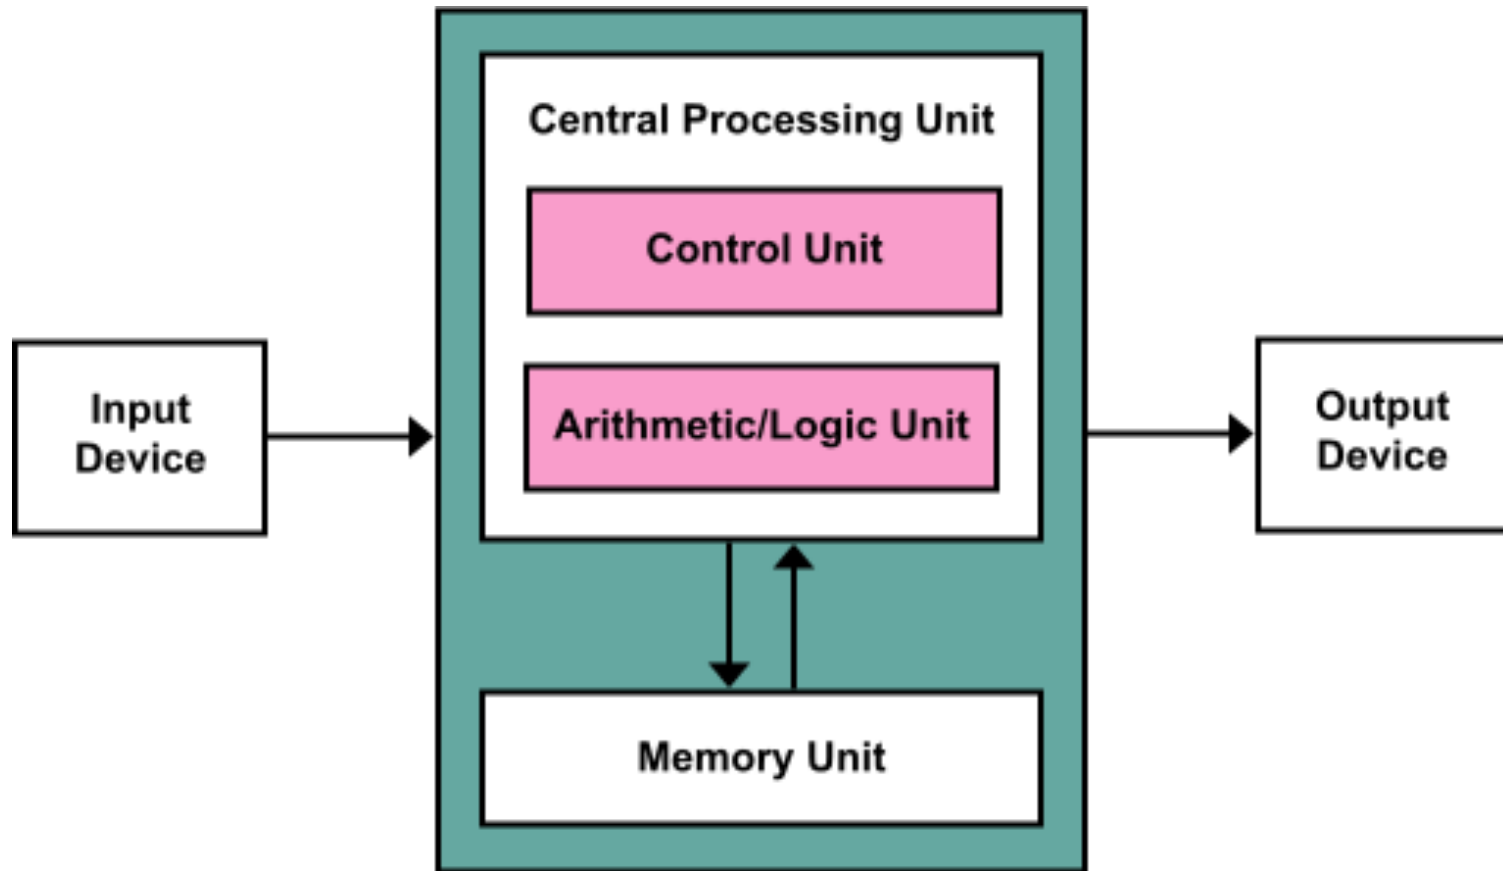 Central Processing Unit
Control Unit
Arithmetic/Logic Unit
Input
Device
Output
Device
Memory Unit